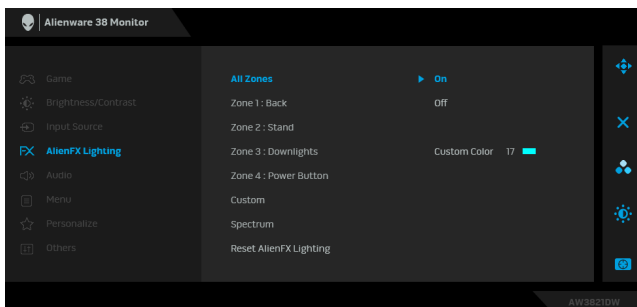 Alienware 38 Monitor
Game
Brightness/Contrast
Input Source
FX AlienFX Lighting
Audio
Menu
Personalize
Others
All Zones On
Zone 1 : Back Off
Zone 2 : Stand
Zone 3 : Downlights Custom Color 17
Zone 4 : Power Button
Custom
Spectrum
Reset AlienFX Lighting
AW3821DW